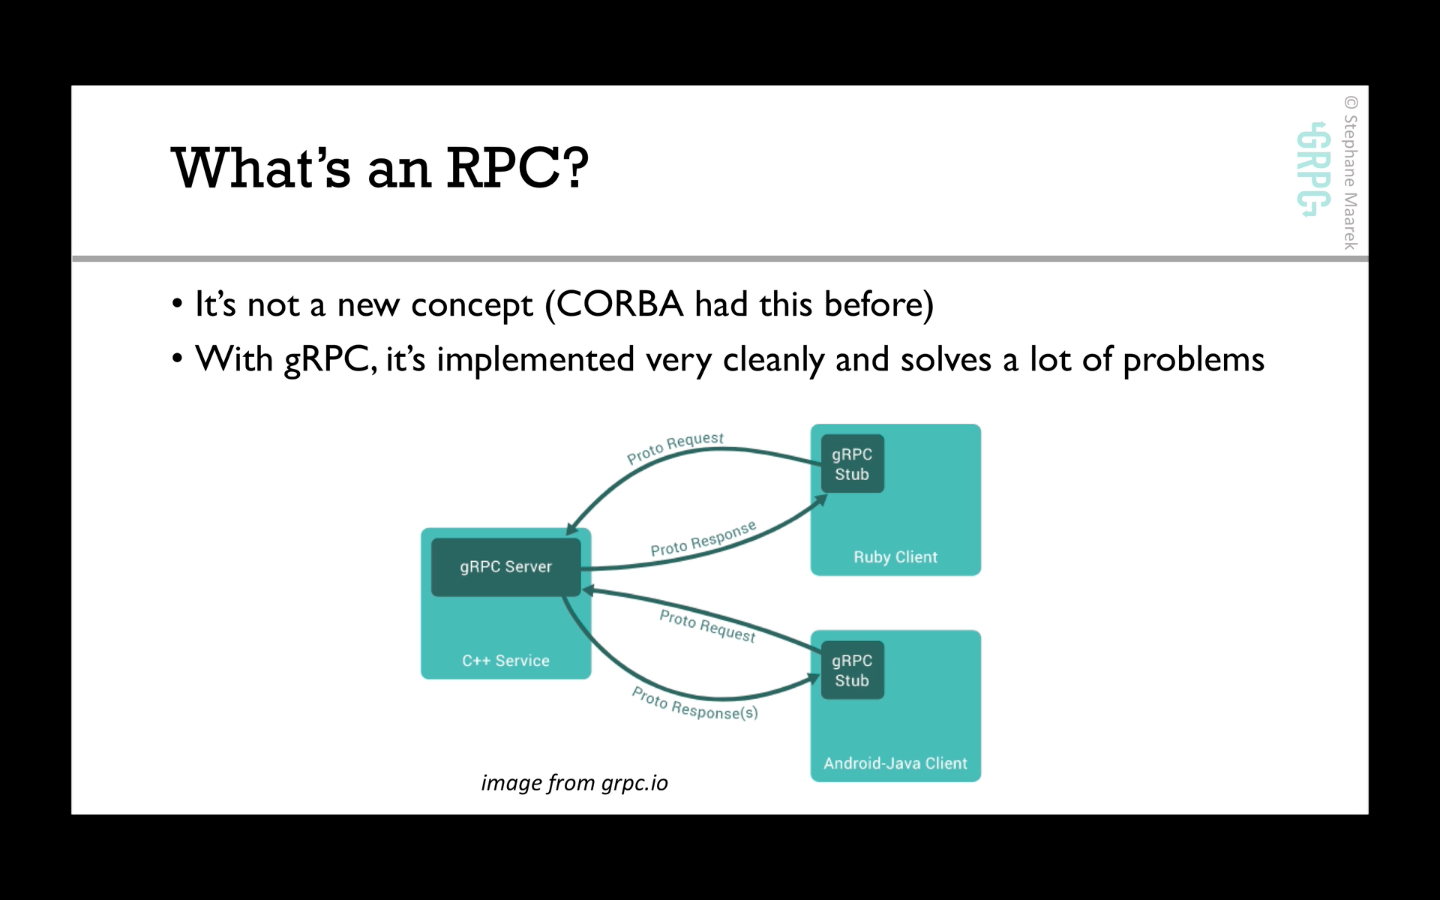 What's an RPC?
© Stephane Maarek
GRPC
• It's not a new concept (CORBA had this before)
• With gRPC, it's implemented very cleanly and solves a lot of problems
Proto Request
gRPC
Stub
Proto Response
Ruby Client
gRPC Server
C++ Service
Proto Request
gRPC
Stub
Proto Response(s)
Android-Java Client
image from grpc.io